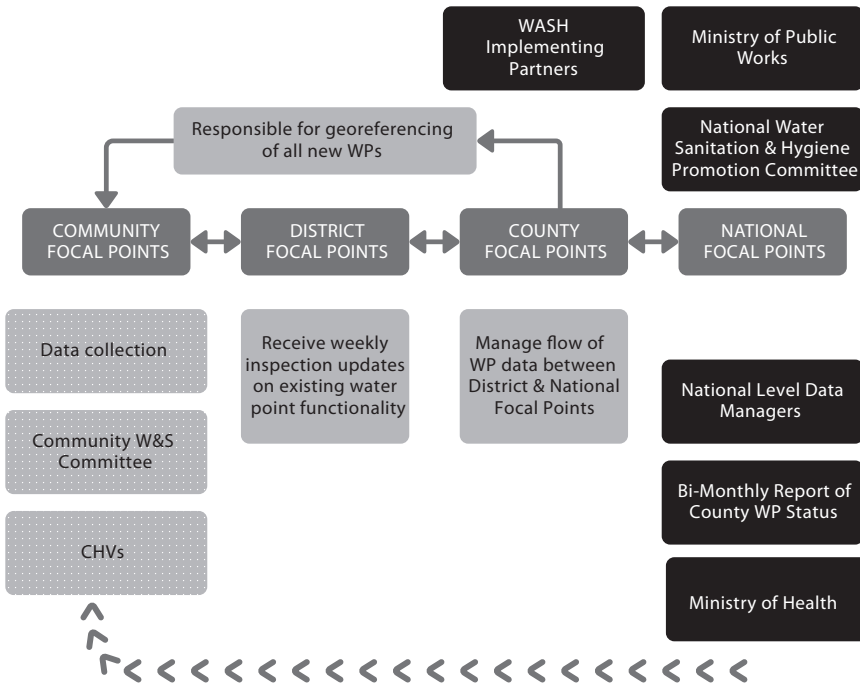 WASH
Implementing
Partners
Ministry of Public
Works
Responsible for georeferencing
of all new WPs
National Water
Sanitation & Hygiene
Promotion Committee
COMMUNITY
FOCAL POINTS
DISTRICT
FOCAL POINTS
COUNTY
FOCAL POINTS
NATIONAL
FOCAL POINTS
Data collection
Community W&S
Committee
CHVs
Receive weekly
inspection updates
on existing water
point functionality
Manage flow of
WP data between
District & National
Focal Points
National Level Data
Managers
Bi-Monthly Report of
County WP Status
Ministry of Health